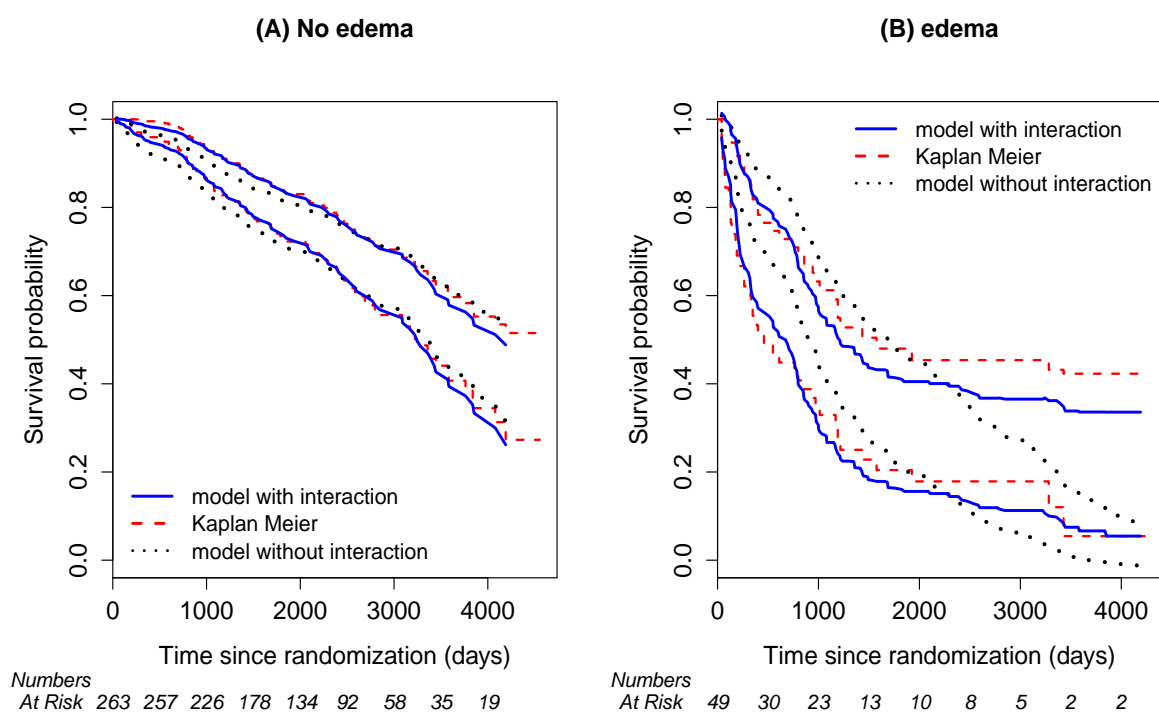 (A) No edema
Survival probability
0.0 0.2 0.4 0.6 0.8 1.0
model with interaction
Kaplan Meier
model without interaction
0 1000 2000 3000 4000
Time since randomization (days)
Numbers
At Risk 263 257 226 178 134 92 58 35 19
(B) edema
Survival probability
0.0 0.2 0.4 0.6 0.8 1.0
model with interaction
Kaplan Meier
model without interaction
0 1000 2000 3000 4000
Time since randomization (days)
Numbers
At Risk 49 30 23 13 10 8 5 2 2